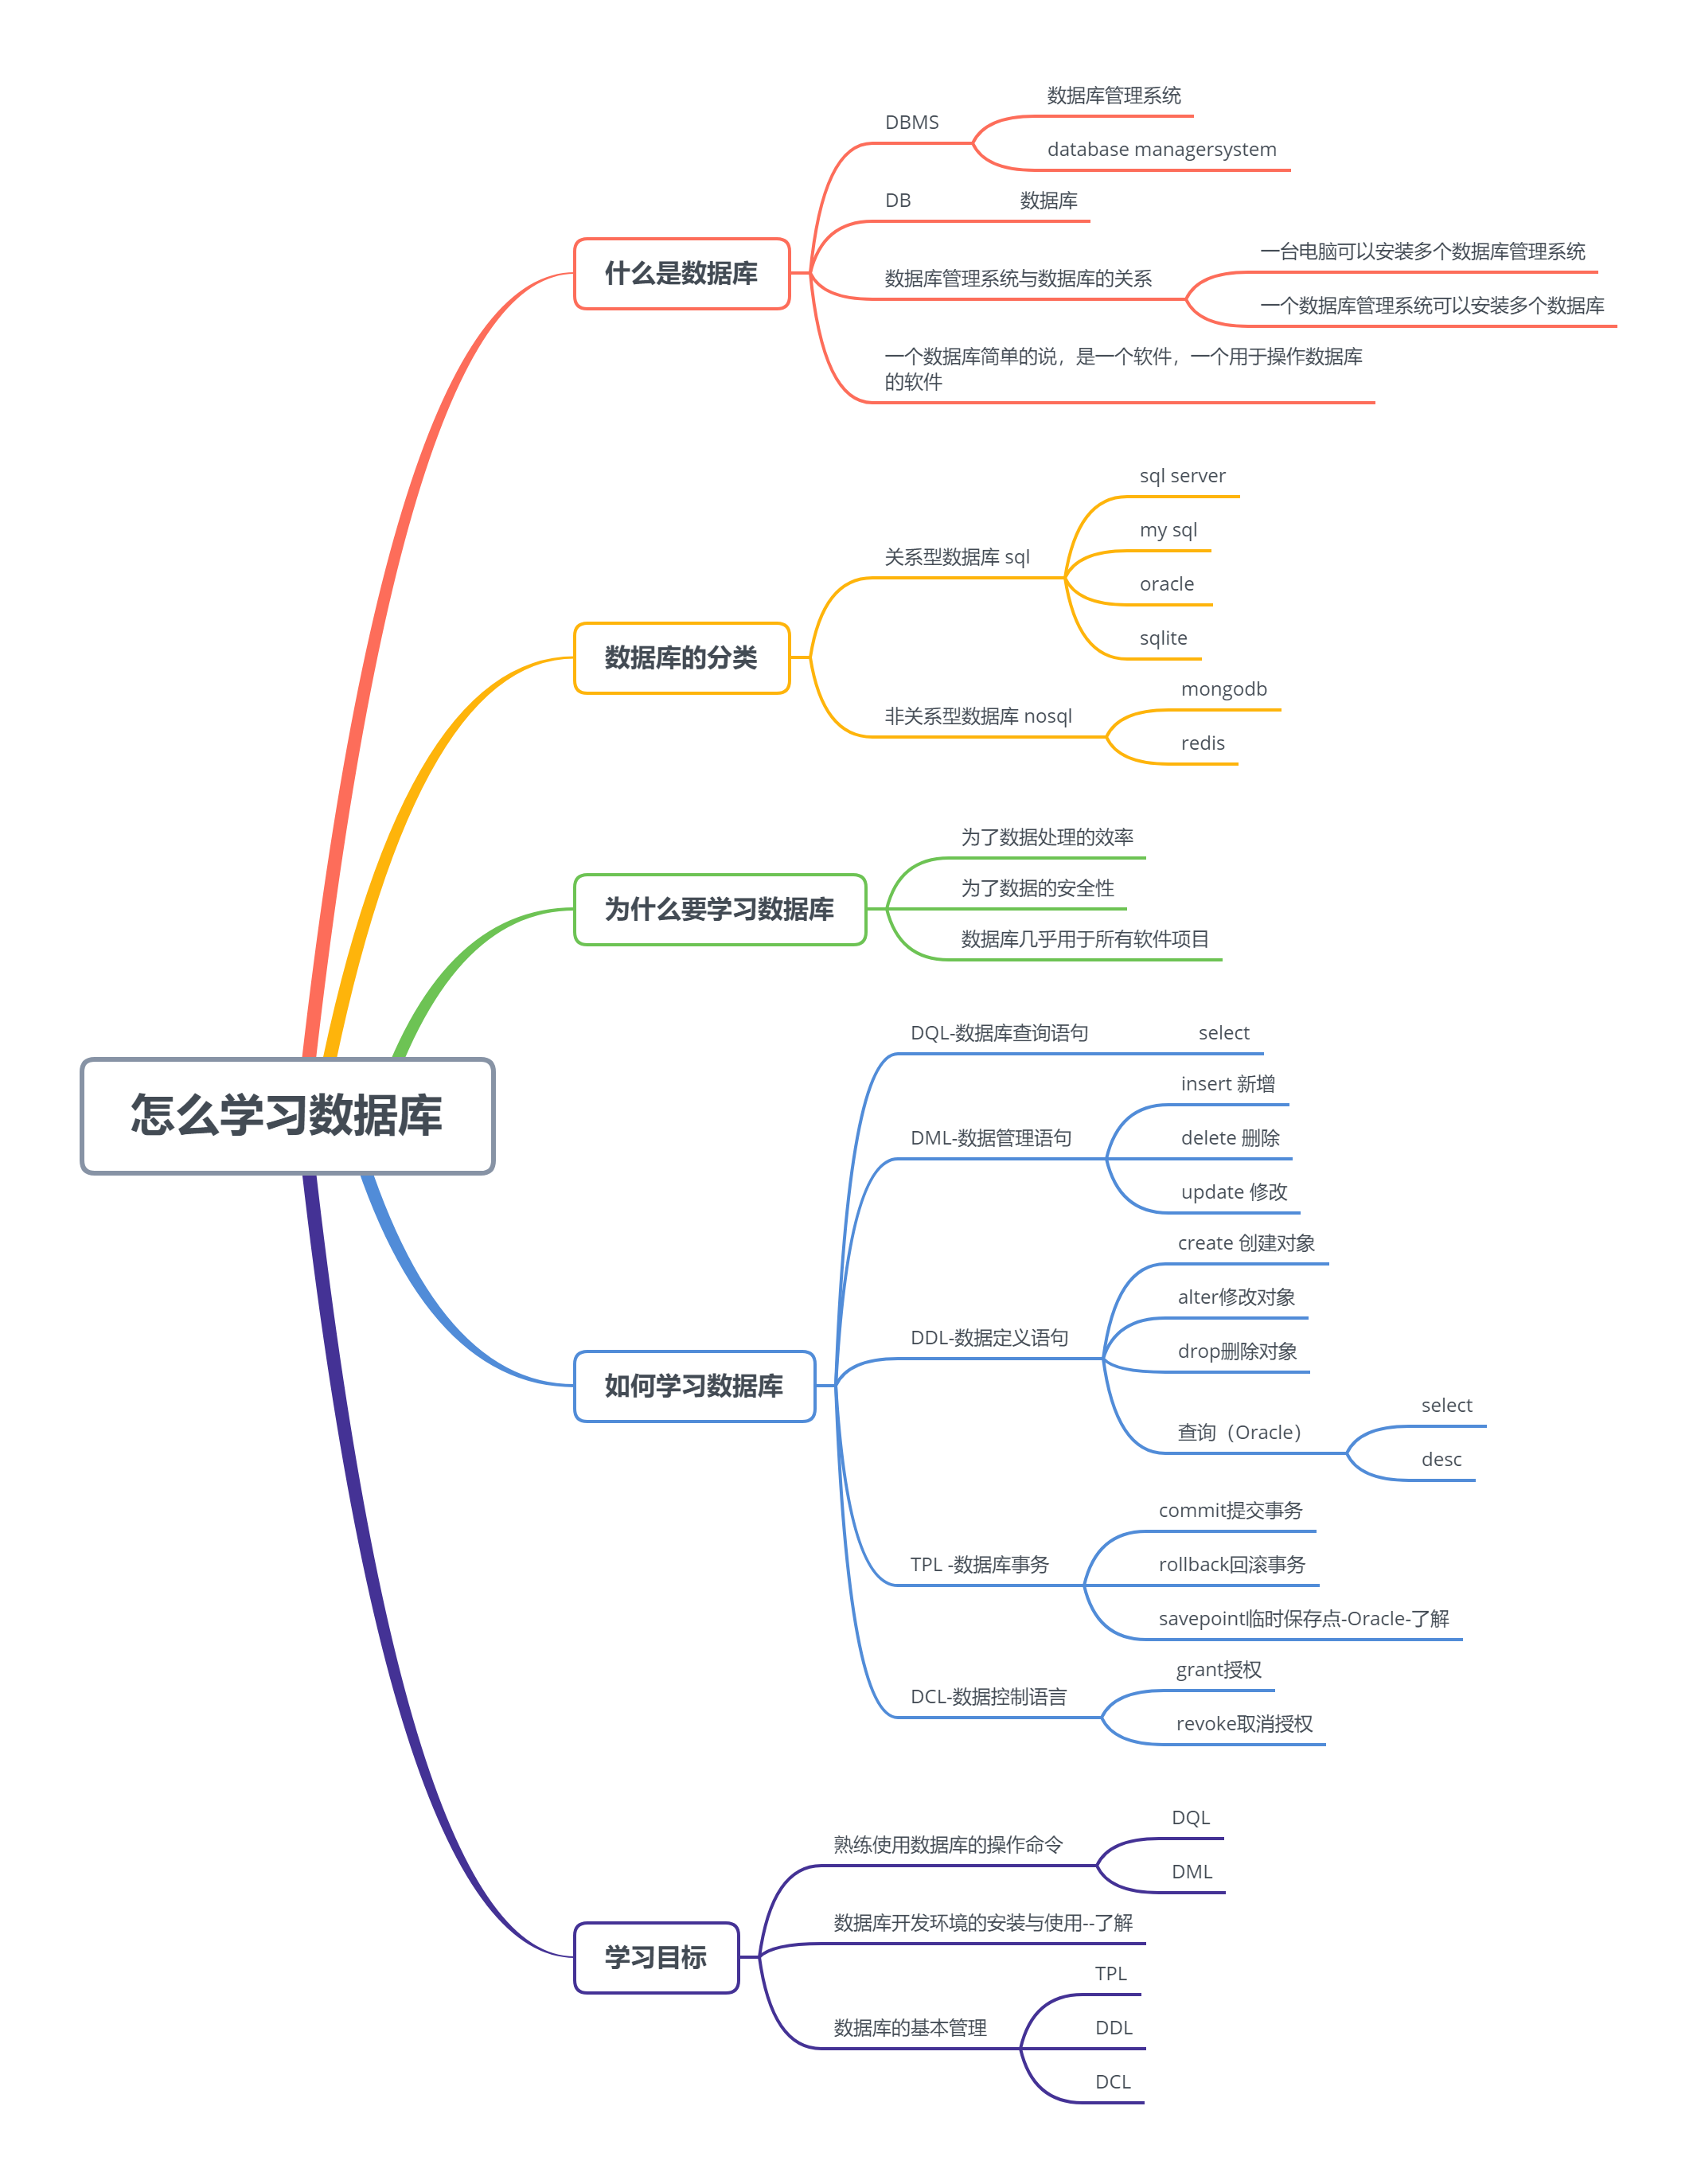 怎么学习数据库
什么是数据库
DBMS
数据库管理系统
database managersystem
DB
数据库
数据库管理系统与数据库的关系
一台电脑可以安装多个数据库管理系统
一个数据库管理系统可以安装多个数据库
一个数据库简单的说，是一个软件，一个用于操作数据库
的软件
数据库的分类
关系型数据库 sql
sql server
my sql
oracle
sqlite
非关系型数据库 nosql
mongodb
redis
为什么要学习数据库
为了数据处理的效率
为了数据的安全性
数据库几乎用于所有软件项目
如何学习数据库
DQL-数据库查询语句
select
DML-数据管理语句
insert 新增
delete 删除
update 修改
DDL-数据定义语句
create 创建对象
alter修改对象
drop删除对象
查询（Oracle）
select
desc
TPL -数据库事务
commit提交事务
rollback回滚事务
savepoint临时保存点-Oracle-了解
DCL-数据控制语言
grant授权
revoke取消授权
学习目标
熟练使用数据库的操作命令
DQL
DML
数据库开发环境的安装与使用--了解
数据库的基本管理
TPL
DDL
DCL